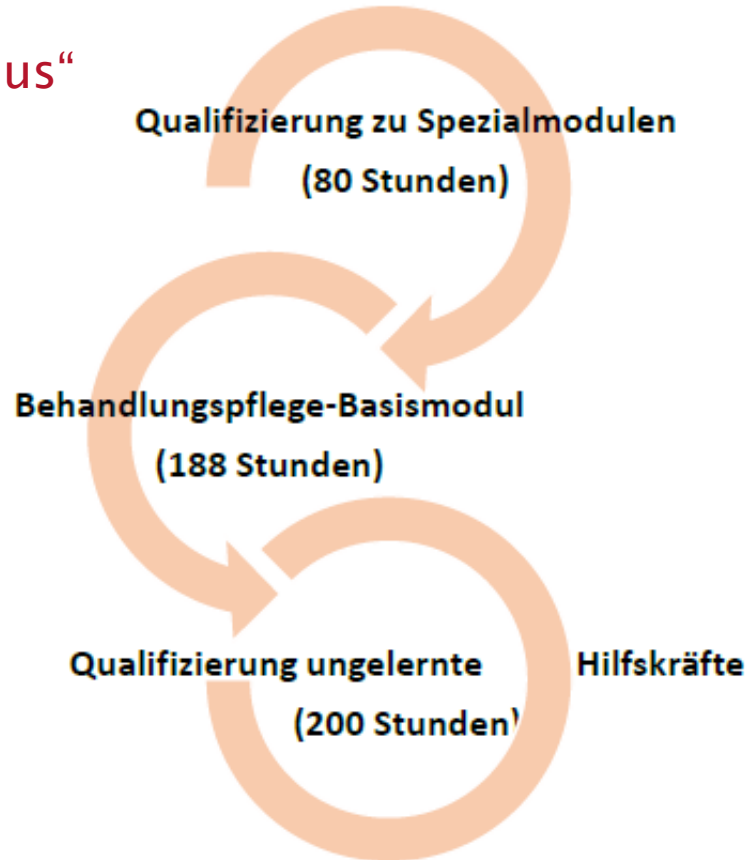 us“
Qualifizierung zu Spezialmodulen
(80 Stunden)
Behandlungspflege-Basismodul
(188 Stunden)
Qualifizierung ungelernte Hilfskräfte
(200 Stunden)